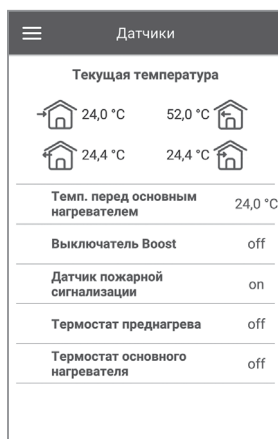 Датчики
Текущая температура
24,0 °C 52,0 °C
24,4 °C 24,4 °C
Темп. перед основным
нагревателем 24,0 °C
Выключатель Boost off
Датчик пожарной
сигнализации on
Термостат преднагрева off
Термостат основного
нагревателя off